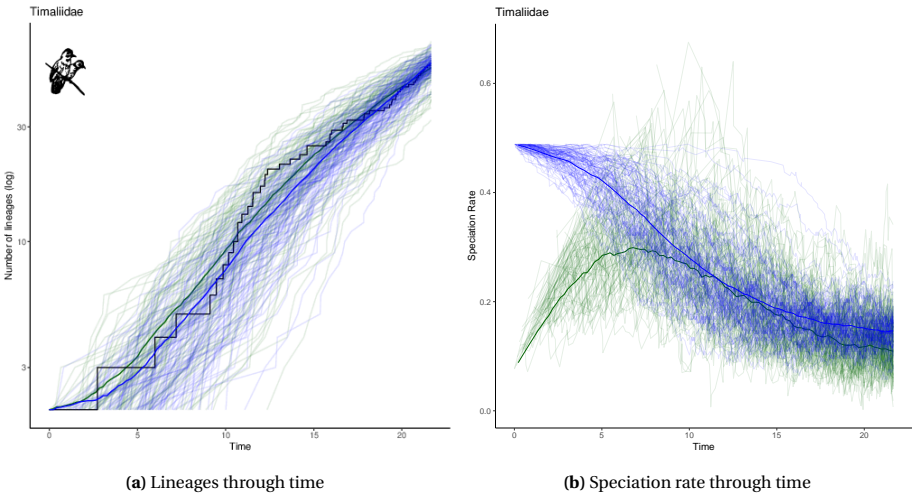 Timaliidae
Number of lineages (log)
30
10
3
0 5 10 15 20
Time
(a) Lineages through time
Timaliidae
Speciation Rate
0.6
0.4
0.2
0.0
0 5 10 15 20
Time
(b) Speciation rate through time